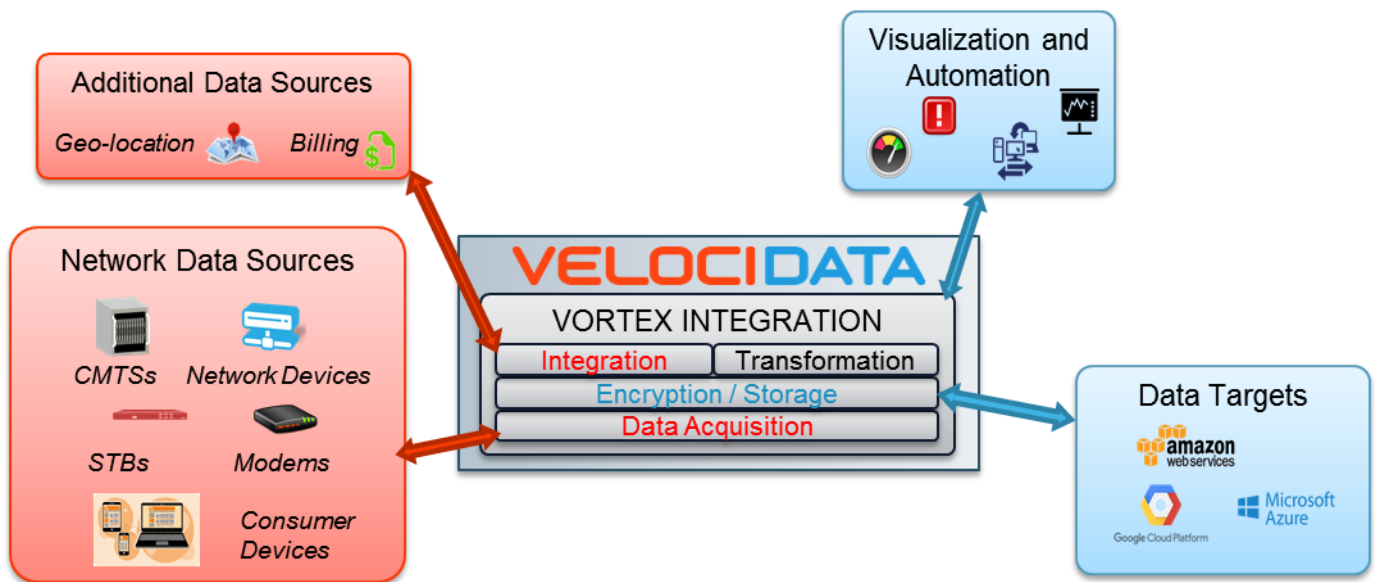 Additional Data Sources
Geo-location
Billing
$
Network Data Sources
CMTSs
Network Devices
STBs
Modems
Consumer
Devices
VELOCIDATA
VORTEX INTEGRATION
Integration
Transformation
Encryption / Storage
Data Acquisition
Visualization and
Automation
!
Data Targets
amazon
web services
Google Cloud Platform
Microsoft
Azure